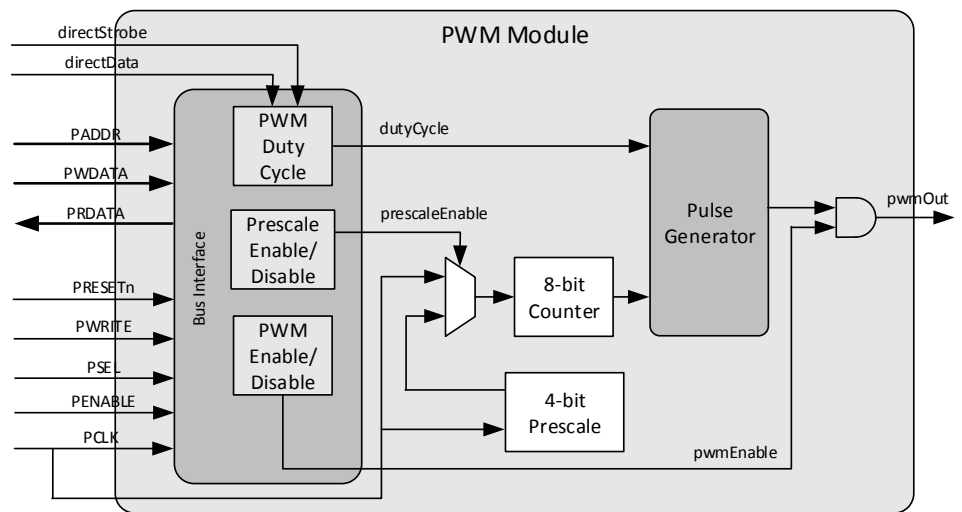 directStrobe
directData
PWM Module
PADDR
PWDATA
PRDATA
PRESETn
PWRITE
PSEL
PENABLE
PCLK
Bus Interface
PWM
Duty
Cycle
Prescale
Enable/
Disable
PWM
Enable/
Disable
dutyCycle
prescaleEnable
8-bit
Counter
4-bit
Prescale
pwmEnable
Pulse
Generator
pwmOut